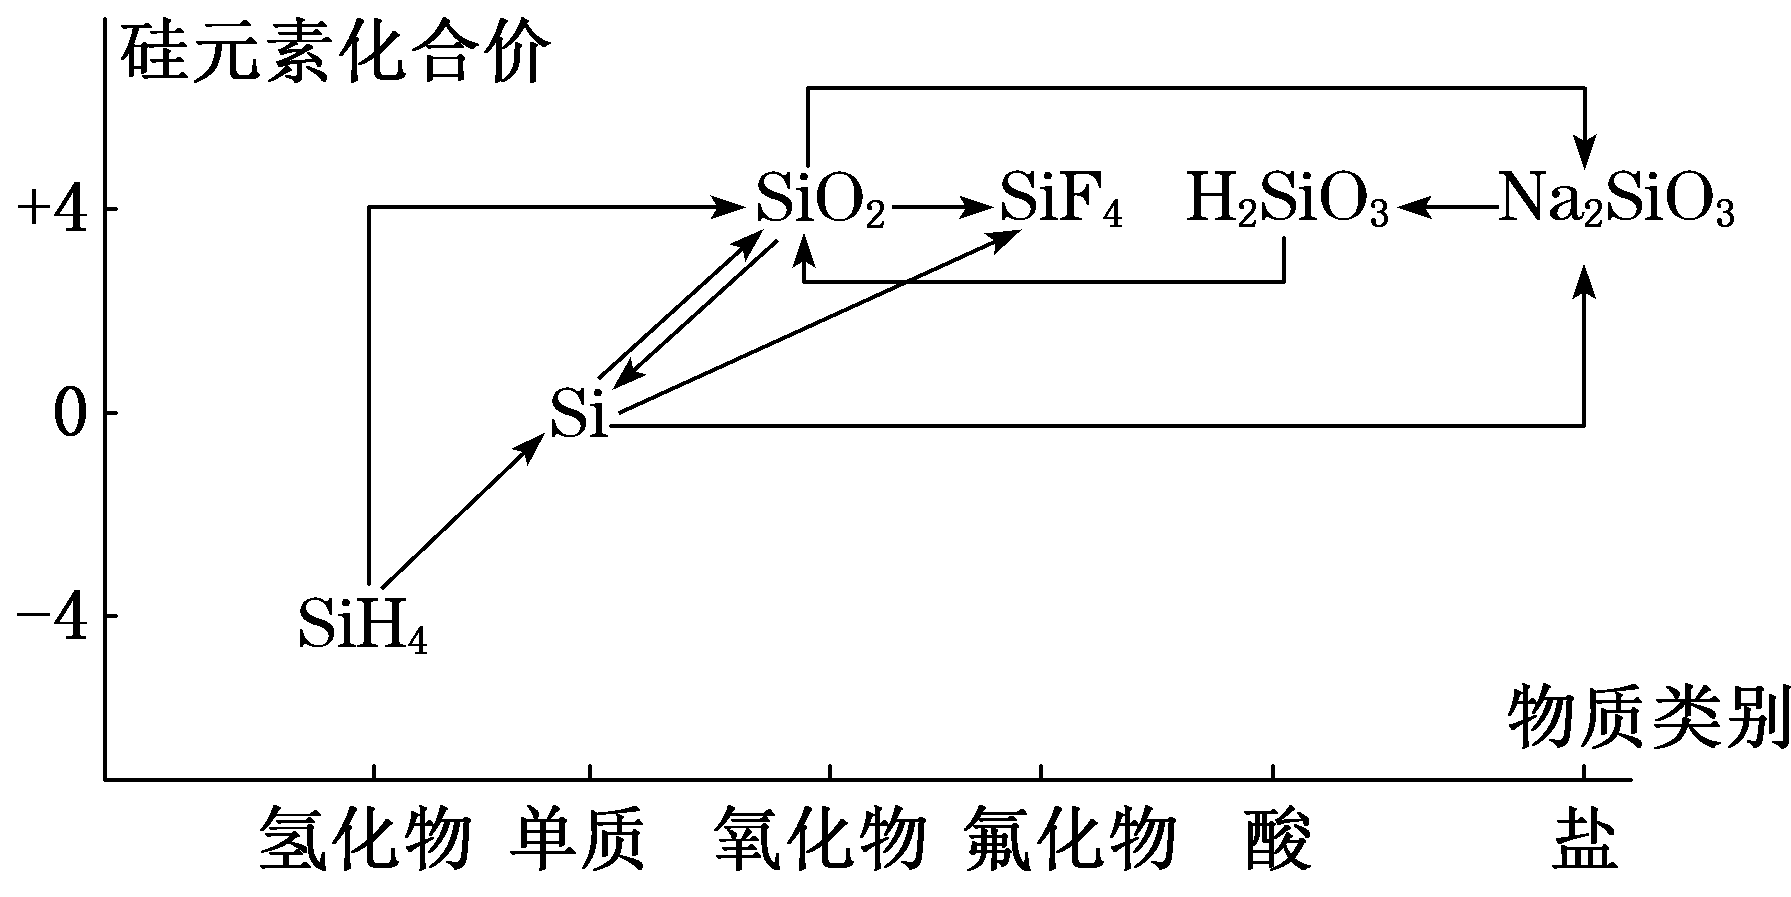 硅元素化合价
+4
SiO₂
SiF₄
H₂SiO₃
Na₂SiO₃
0
Si
−4
SiH₄
物质类别
氢化物 单质 氧化物 氟化物 酸 盐